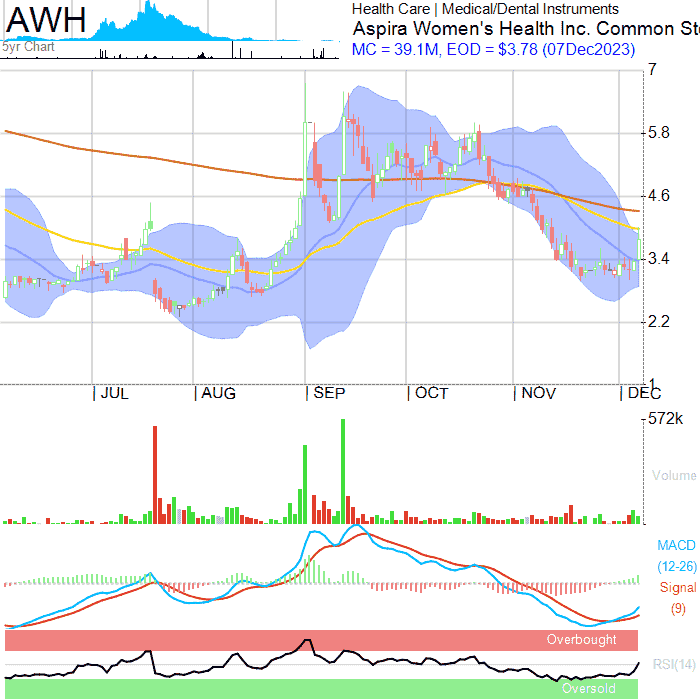 AWH
5yr Chart
Health Care | Medical/Dental Instruments
Aspira Women's Health Inc. Common St
MC = 39.1M, EOD = $3.78 (07Dec2023)
7
5.8
4.6
3.4
2.2
1
JUL AUG SEP OCT NOV DEC
572k
Volume
MACD
(12-26)
Signal
(9)
Overbought
RSI(14)
Oversold